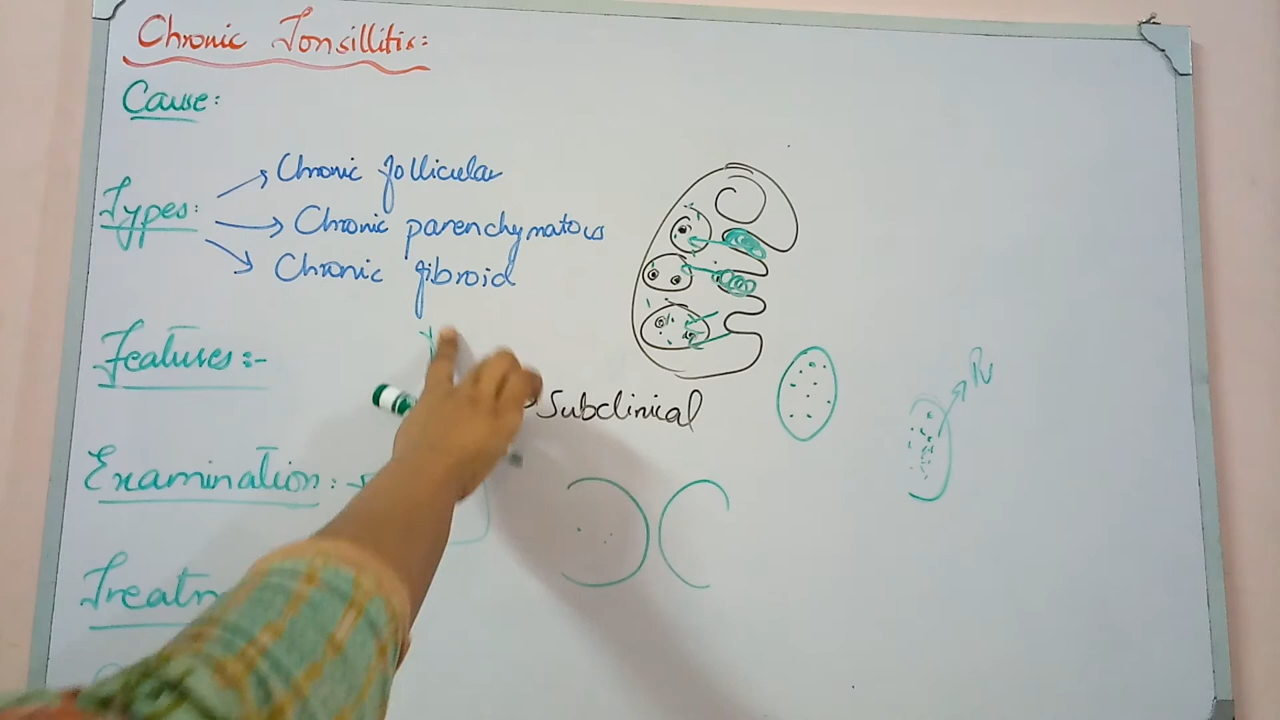 Chronic Tonsillitis:
Cause:
Types:
Chronic follicular
Chronic parenchymatous
Chronic fibroid
Features:-
Subclinical
Examination: